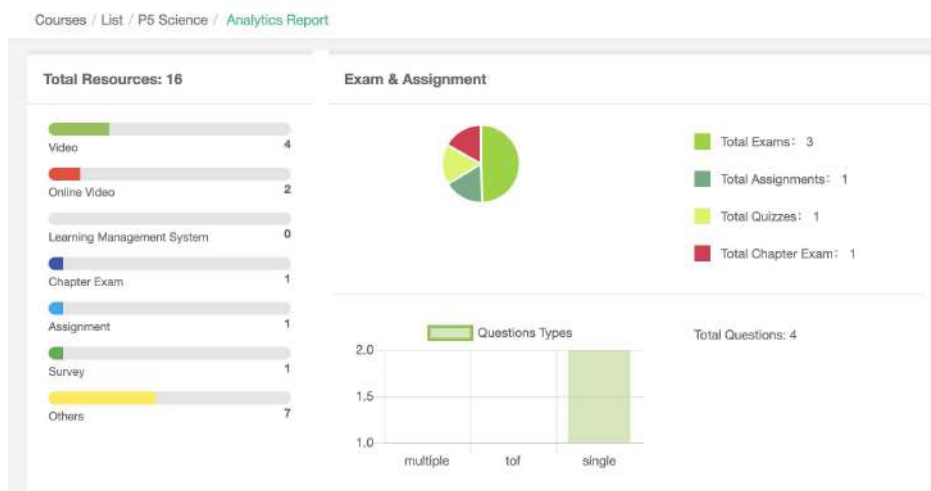 Courses / List / P5 Science / Analytics Report
Total Resources: 16
Video 4
Online Video 2
Learning Management System 0
Chapter Exam 1
Assignment 1
Survey 1
Others 7
Exam & Assignment
Total Exams: 3
Total Assignments: 1
Total Quizzes: 1
Total Chapter Exam: 1
Questions Types
2.0
1.5
1.0
multiple tof single
Total Questions: 4